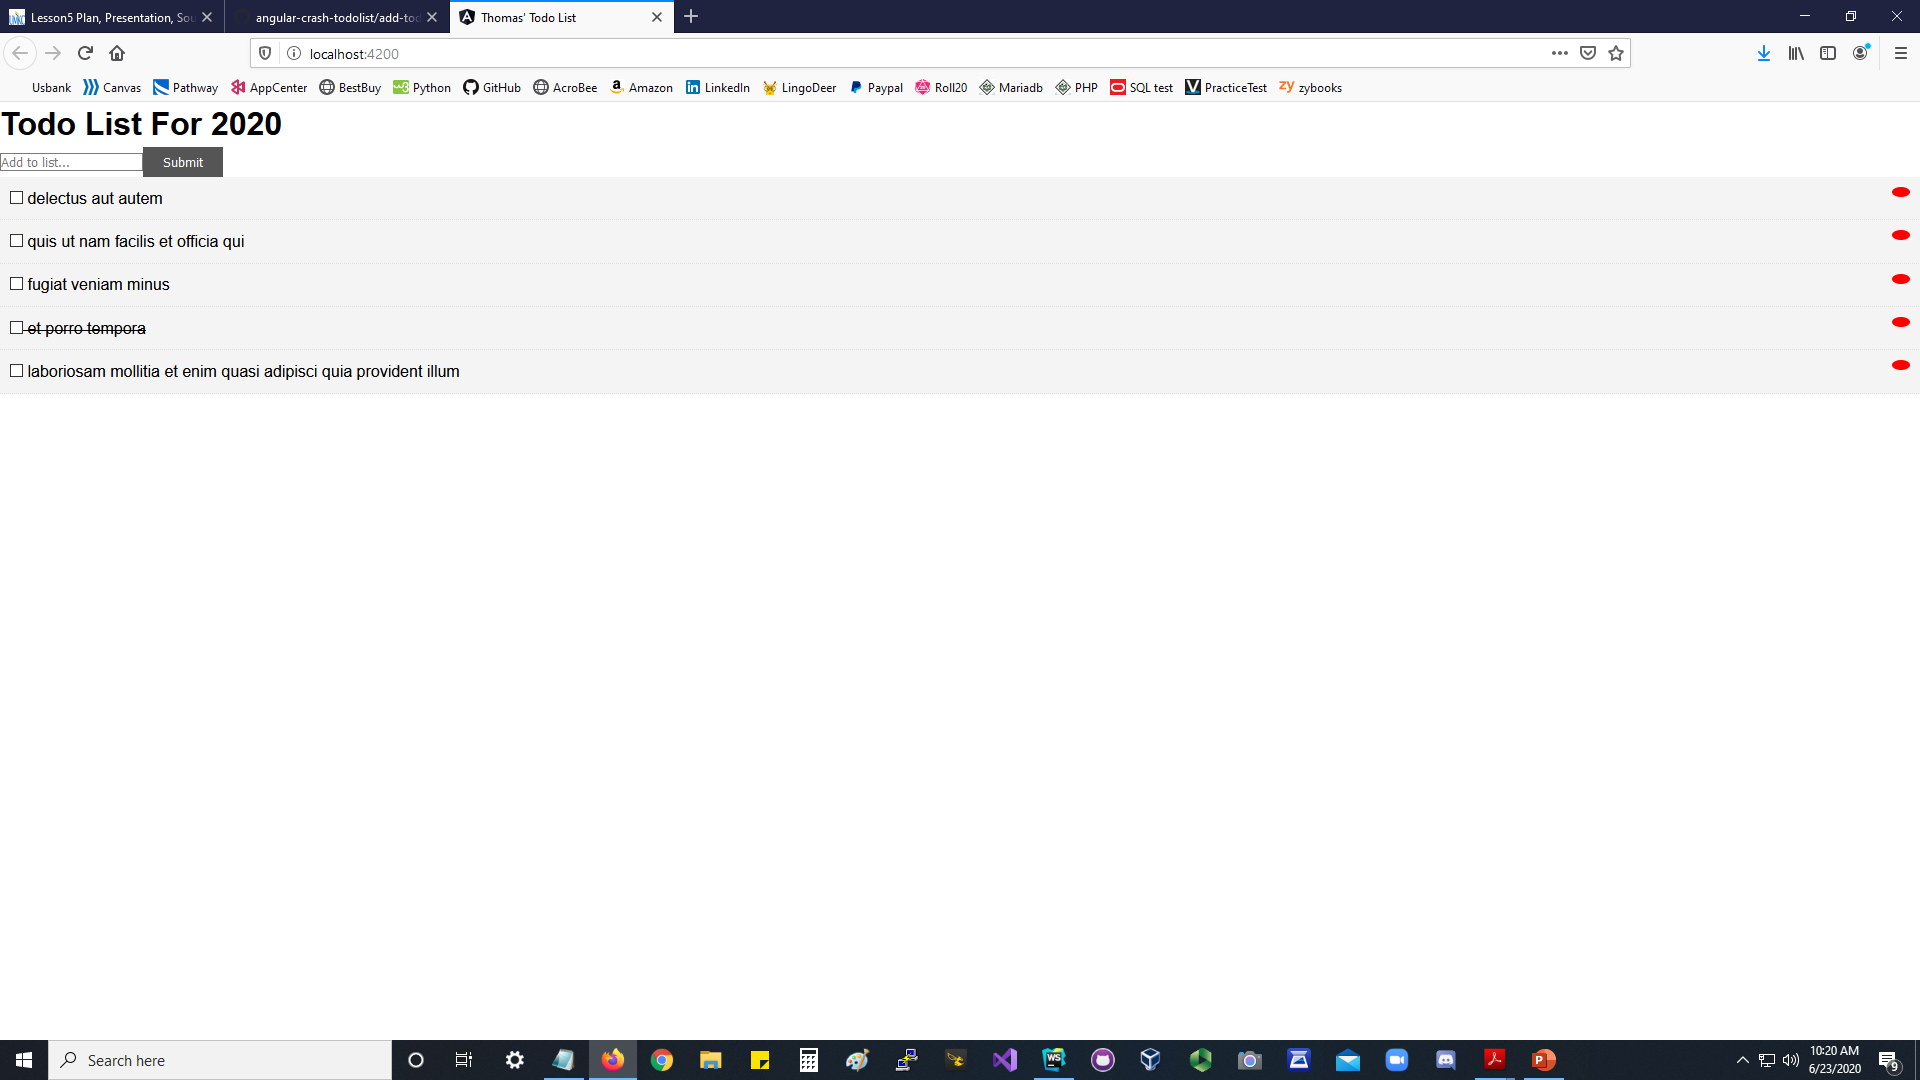 Lesson5 Plan, Presentation, Sou
angular-crash-todolist/add-tod
Thomas' Todo List
localhost:4200
Usbank Canvas Pathway AppCenter BestBuy Python GitHub AcroBee Amazon LinkedIn LingoDeer Paypal Roll20 Mariadb PHP SQL test PracticeTest zybooks
Todo List For 2020
Add to list... Submit
delectus aut autem
quis ut nam facilis et officia qui
fugiat veniam minus
et porro tempora
laboriosam mollitia et enim quasi adipisci quia provident illum
Search here
10:20 AM
6/23/2020
9